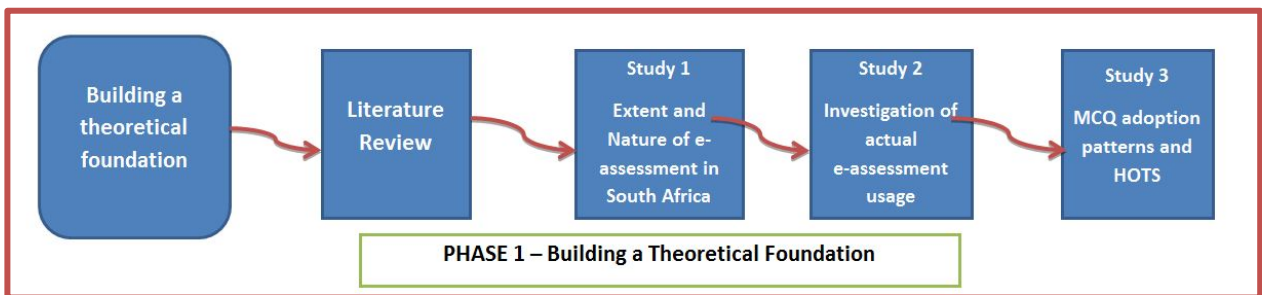 Building a
theoretical
foundation
Literature
Review
Study 1
Extent and
Nature of e-
assessment in
South Africa
Study 2
Investigation of
actual
e-assessment
usage
Study 3
MCQ adoption
patterns and
HOTS
PHASE 1 – Building a Theoretical Foundation